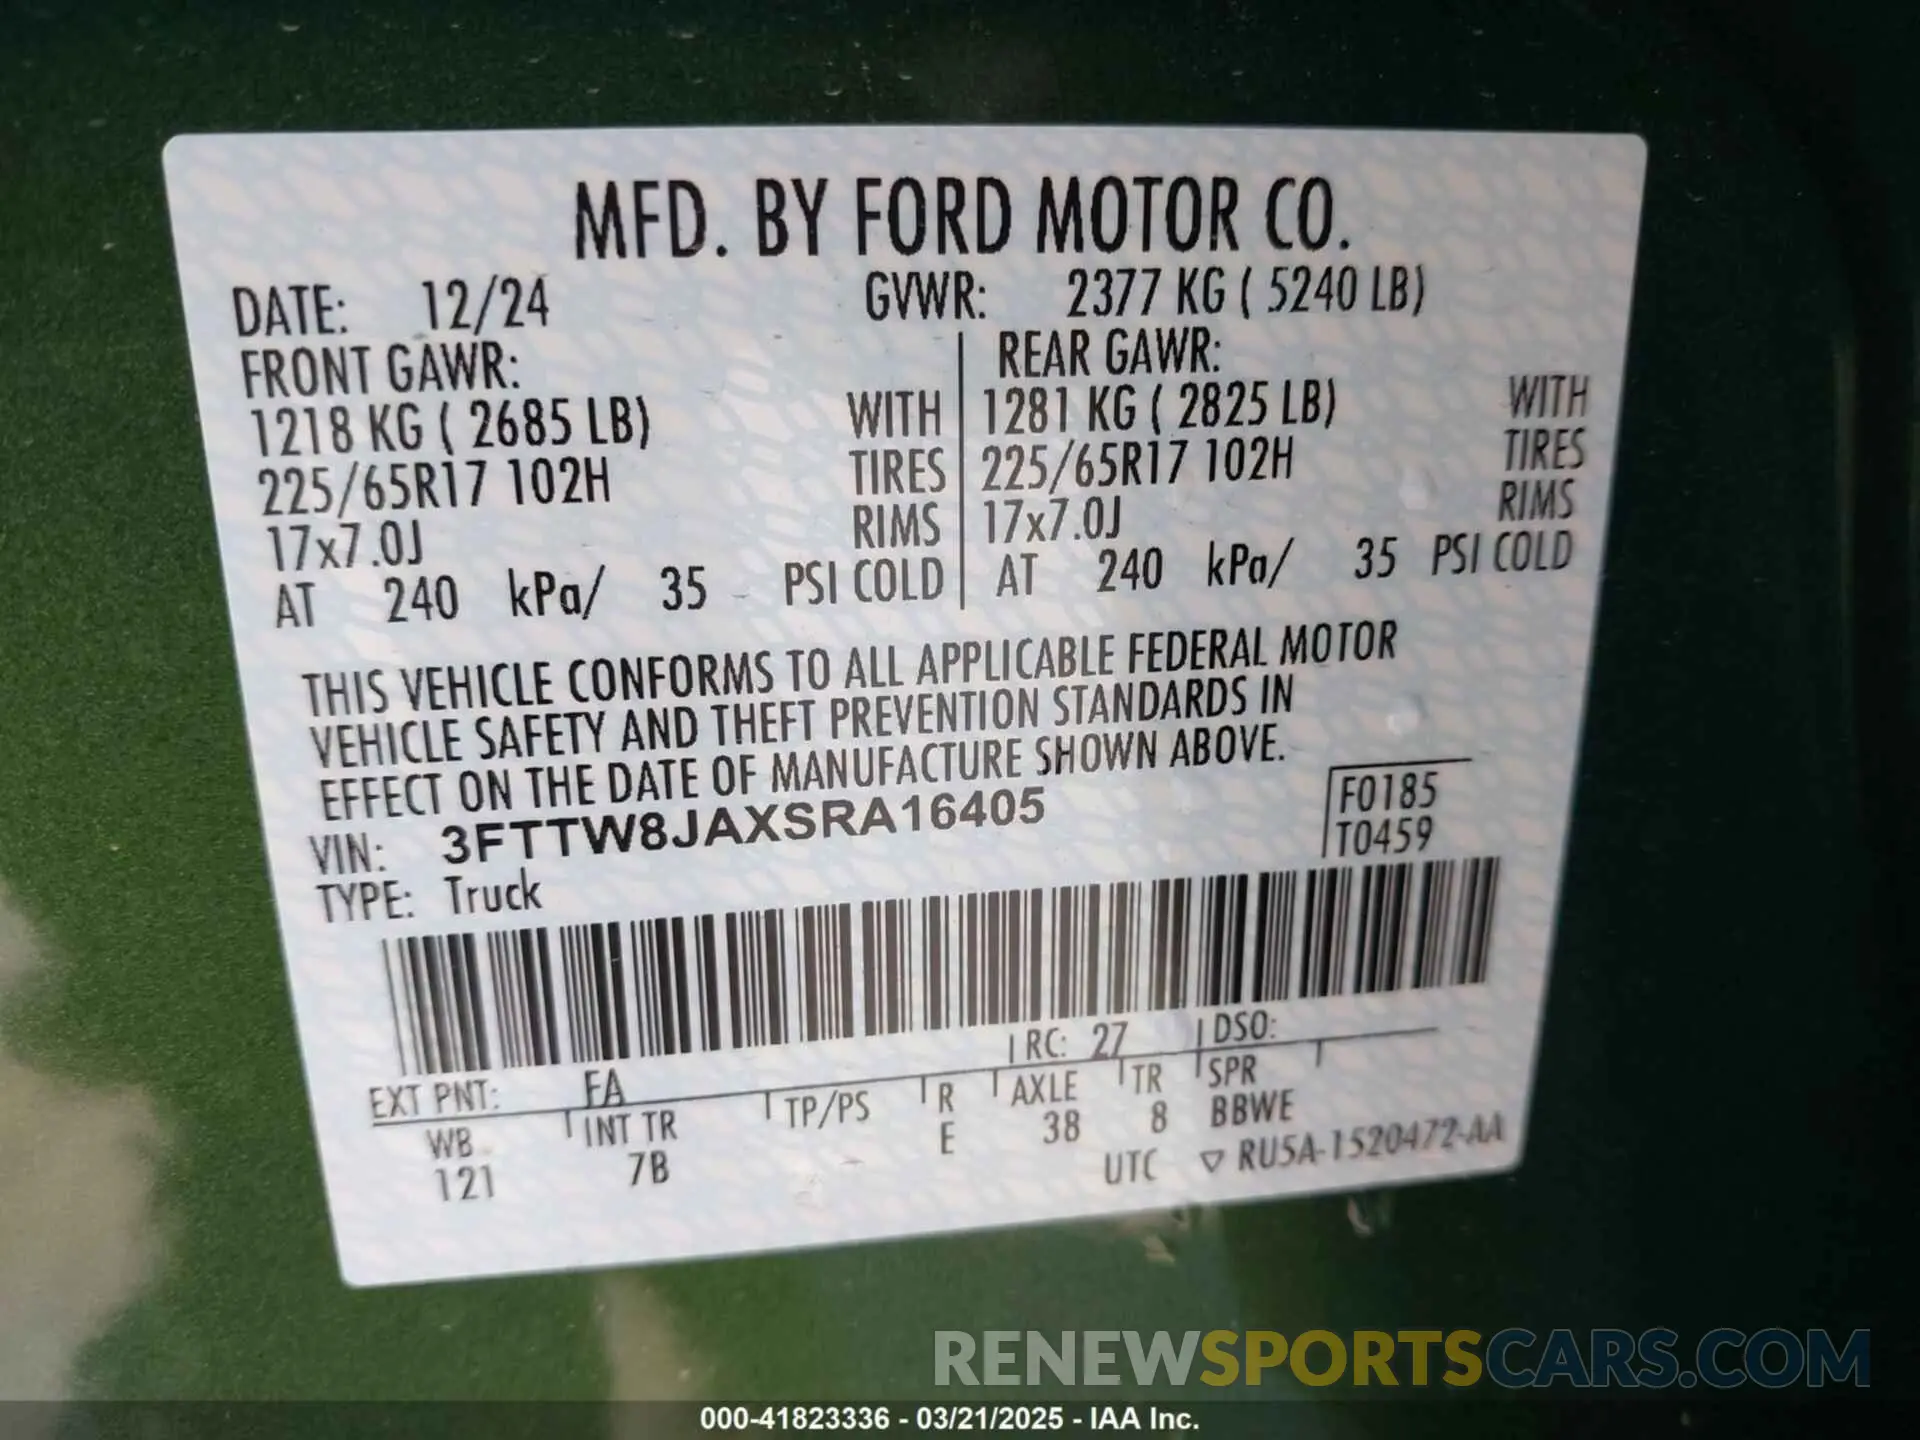 MFD. BY FORD MOTOR CO.
DATE: 12/24 GVWR: 2377 KG ( 5240 LB)
FRONT GAWR: REAR GAWR:
1218 KG ( 2685 LB) WITH 1281 KG ( 2825 LB) WITH
225/65R17 102H TIRES 225/65R17 102H TIRES
17x7.0J RIMS 17x7.0J RIMS
AT 240 kPa/ 35 PSI COLD AT 240 kPa/ 35 PSI COLD
THIS VEHICLE CONFORMS TO ALL APPLICABLE FEDERAL MOTOR
VEHICLE SAFETY AND THEFT PREVENTION STANDARDS IN
EFFECT ON THE DATE OF MANUFACTURE SHOWN ABOVE.
VIN: 3FTTW8JAXSRA16405 F0185
TYPE: Truck T0459
EXT PNT: FA RC: 27 DSO:
WB INT TR TP/PS R AXLE TR SPR
121 7B E 38 8 BBWE
UTC ▽ RU5A-1520472-AA
RENEWSPORTSCARS.COM
000-41823336 - 03/21/2025 - IAA Inc.